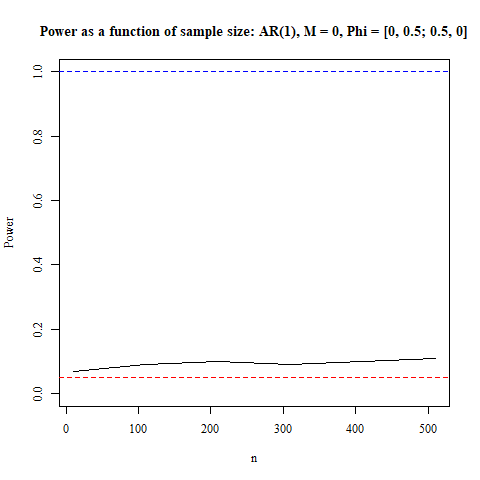 Power as a function of sample size: AR(1), M = 0, Phi = [0, 0.5; 0.5, 0]
1.0
0.8
0.6
0.4
0.2
0.0
Power
0 100 200 300 400 500
n